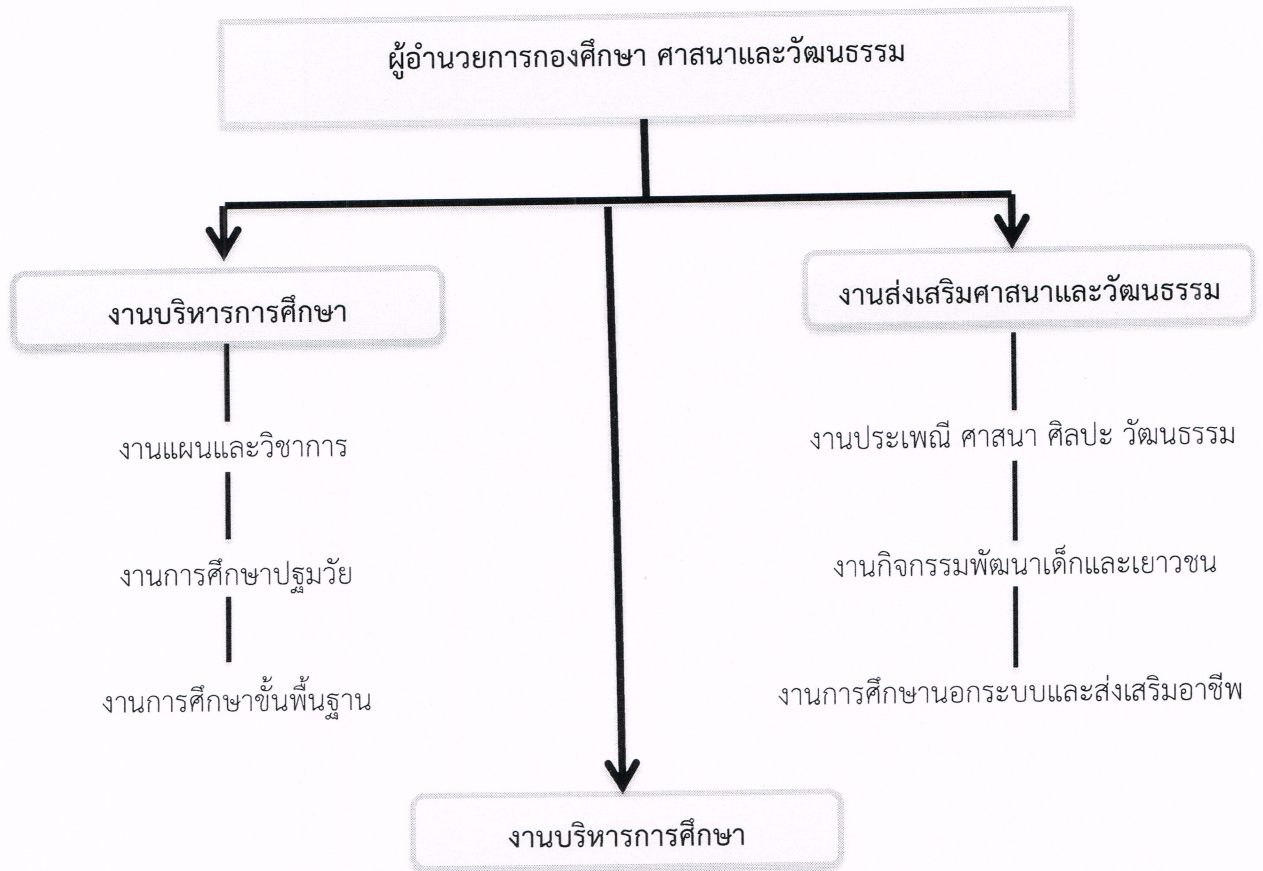 ผู้อำนวยการกองศึกษา ศาสนาและวัฒนธรรม
งานบริหารการศึกษา
งานแผนและวิชาการ
งานการศึกษาปฐมวัย
งานการศึกษาขั้นพื้นฐาน
งานส่งเสริมศาสนาและวัฒนธรรม
งานประเพณี ศาสนา ศิลปะ วัฒนธรรม
งานกิจกรรมพัฒนาเด็กและเยาวชน
งานการศึกษานอกระบบและส่งเสริมอาชีพ
งานบริหารการศึกษา